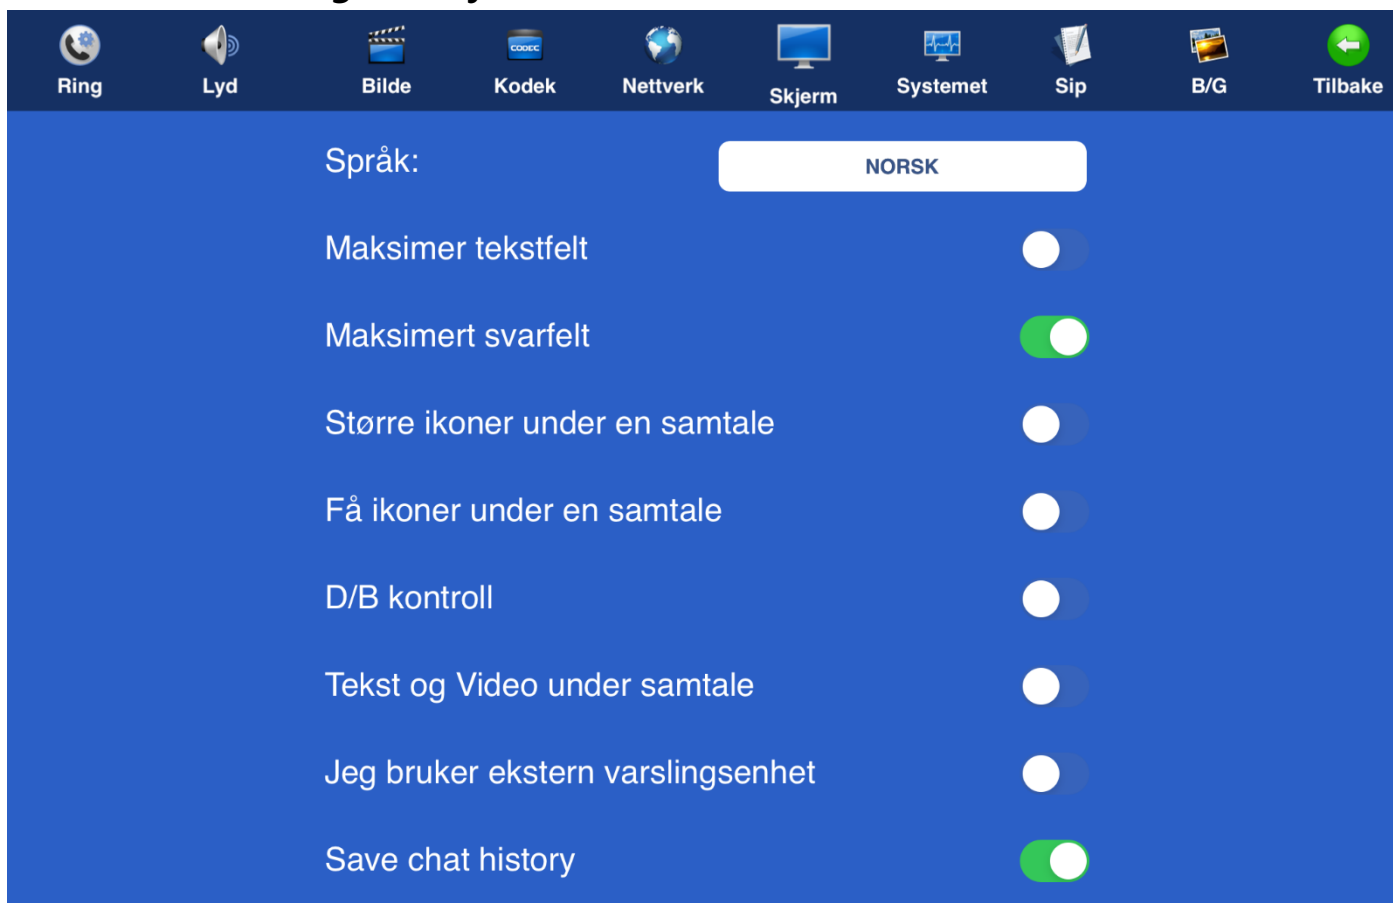 CODEC
Ring Lyd Bilde Kodek Nettverk Skjerm Systemet Sip B/G Tilbake
Språk: NORSK
Maksimer tekstfelt
Maksimert svarfelt
Større ikoner under en samtale
Få ikoner under en samtale
D/B kontroll
Tekst og Video under samtale
Jeg bruker ekstern varslingsenhet
Save chat history